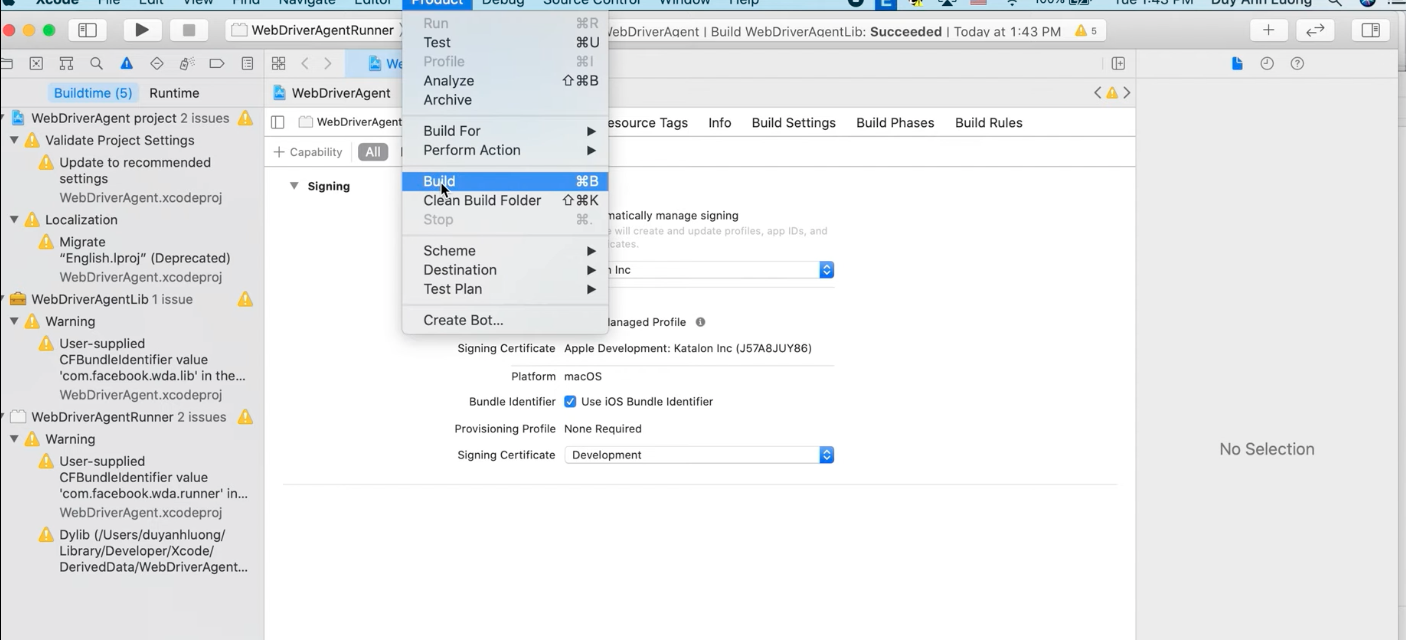 Xcode File Edit View Find Navigate Editor Product Debug Source Control Window Help 100% Tue 1:43 PM Duy Anh Luong
WebDriverAgentRunner
WebDriverAgent | Build WebDriverAgentLib: Succeeded | Today at 1:43 PM 5
Run ⌘R
Test ⌘U
Profile ⌘I
Analyze ⇧⌘B
Archive
Build For
Perform Action
Build ⌘B
Clean Build Folder ⇧⌘K
Stop ⌘.
Scheme
Destination
Test Plan
Create Bot...
Buildtime (5) Runtime
WebDriverAgent project 2 issues
Validate Project Settings
Update to recommended
settings
WebDriverAgent.xcodeproj
Localization
Migrate
“English.lproj” (Deprecated)
WebDriverAgent.xcodeproj
WebDriverAgentLib 1 issue
Warning
User-supplied
CFBundleIdentifier value
'com.facebook.wda.lib' in the...
WebDriverAgent.xcodeproj
WebDriverAgentRunner 2 issues
Warning
User-supplied
CFBundleIdentifier value
'com.facebook.wda.runner' in...
WebDriverAgent.xcodeproj
Dylib (/Users/duyanhluong/
Library/Developer/Xcode/
DerivedData/WebDriverAgent...
We
WebDriverAgent
WebDriverAgent esource Tags Info Build Settings Build Phases Build Rules
+ Capability All
Signing
matically manage signing
e will create and update profiles, app IDs, and
cates.
n Inc
anaged Profile
Signing Certificate Apple Development: Katalon Inc (J57A8JUY86)
Platform macOS
Bundle Identifier Use iOS Bundle Identifier
Provisioning Profile None Required
Signing Certificate Development
No Selection